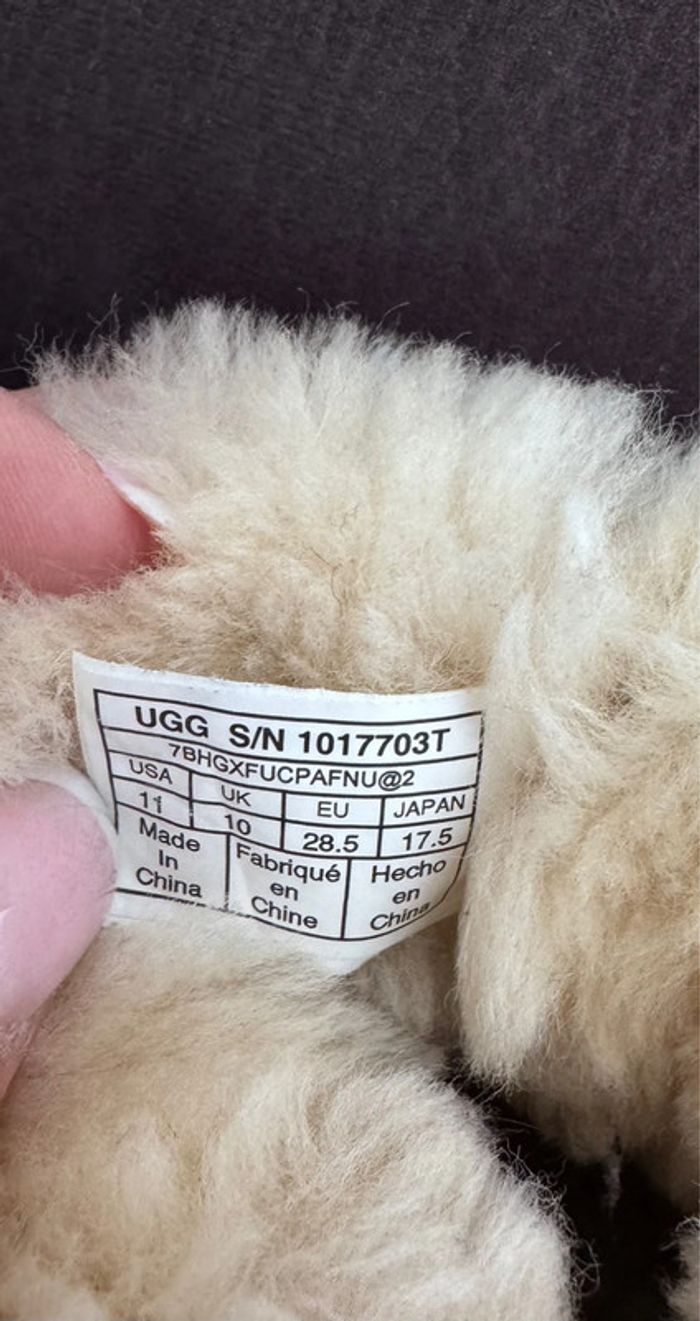 UGG S/N 1017703T
7BHGXFUCPAFNU@2
USA UK EU JAPAN
11 10 28.5 17.5
Made Fabriqué Hecho
In en en
China Chine China